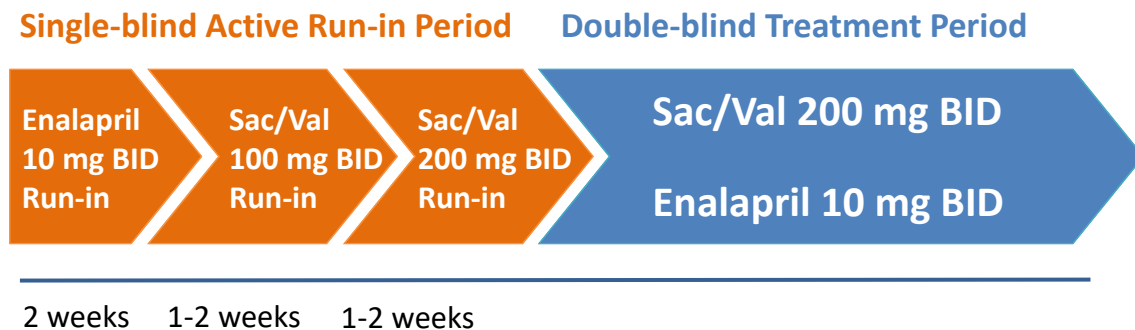 Single-blind Active Run-in Period
Double-blind Treatment Period
Enalapril
10 mg BID
Run-in
Sac/Val
100 mg BID
Run-in
Sac/Val
200 mg BID
Run-in
Sac/Val 200 mg BID
Enalapril 10 mg BID
2 weeks
1-2 weeks
1-2 weeks